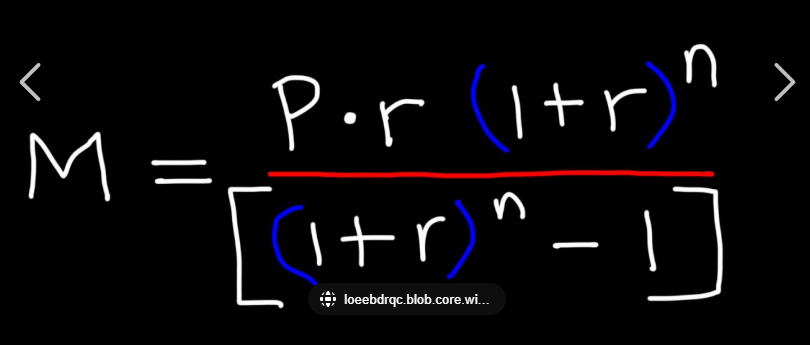 M = P · r (1 + r)^n
[(1 + r)^n - 1]
loeebdrqc.blob.core.wi...